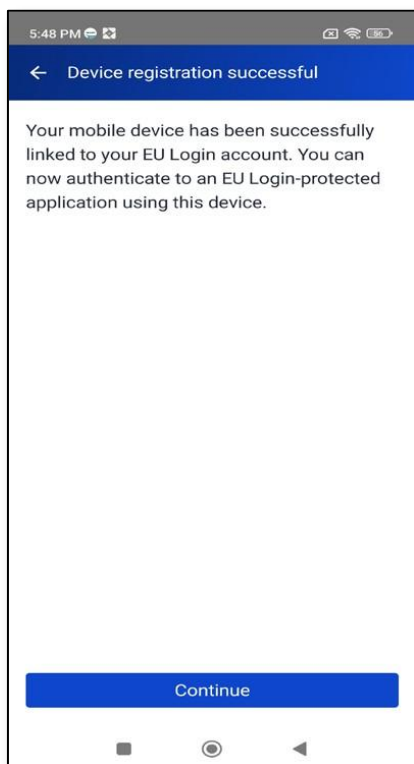 5:48 PM
Device registration successful
Your mobile device has been successfully
linked to your EU Login account. You can
now authenticate to an EU Login-protected
application using this device.
Continue